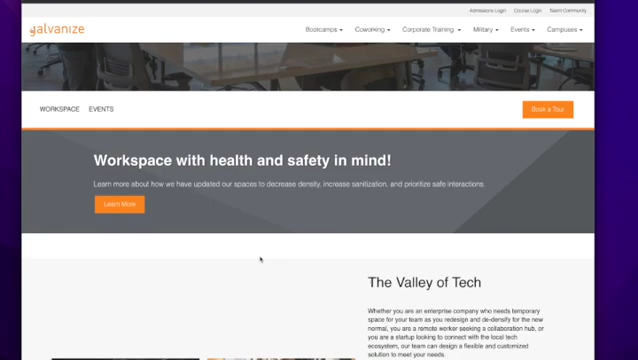 Admissions Login Course Login Talent Community
galvanize
Bootcamps Coworking Corporate Training Military Events Campuses
WORKSPACE EVENTS
Book a Tour
Workspace with health and safety in mind!
Learn more about how we have updated our spaces to decrease density, increase sanitization, and prioritize safe interactions.
Learn More
The Valley of Tech
Whether you are an enterprise company who needs temporary
space for your team as you redesign and de-densify for the new
normal, you are a remote worker seeking a collaboration hub, or
you are a startup looking to connect with the local tech
ecosystem, our team can design a flexible and customized
solution to meet your needs.